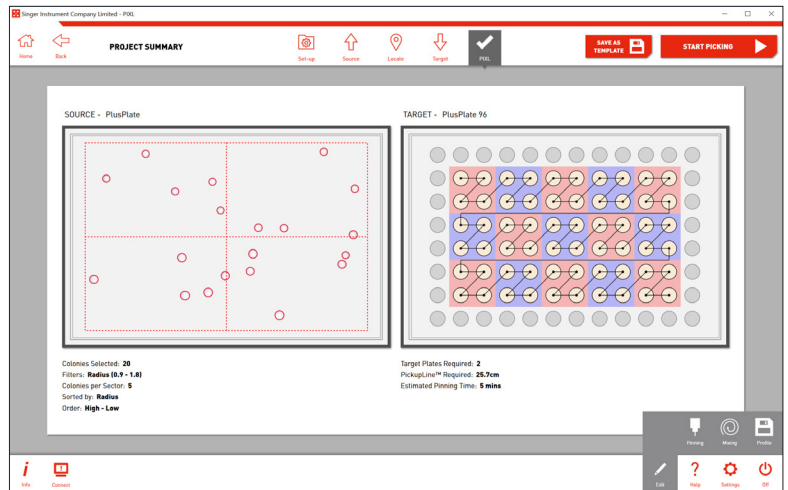 Singer Instrument Company Limited - PIXL
Home
Back
PROJECT SUMMARY
Set-up
Source
Locate
Target
PIXL
SAVE AS
TEMPLATE
START PICKING
SOURCE - PlusPlate
TARGET - PlusPlate 96
Colonies Selected: 20
Filters: Radius (0.9 - 1.8)
Colonies per Sector: 5
Sorted by: Radius
Order: High - Low
Target Plates Required: 2
PickupLine™ Required: 25.7cm
Estimated Pinning Time: 5 mins
Pinning
Mixing
Profile
Info
Connect
Edit
Help
Settings
Off